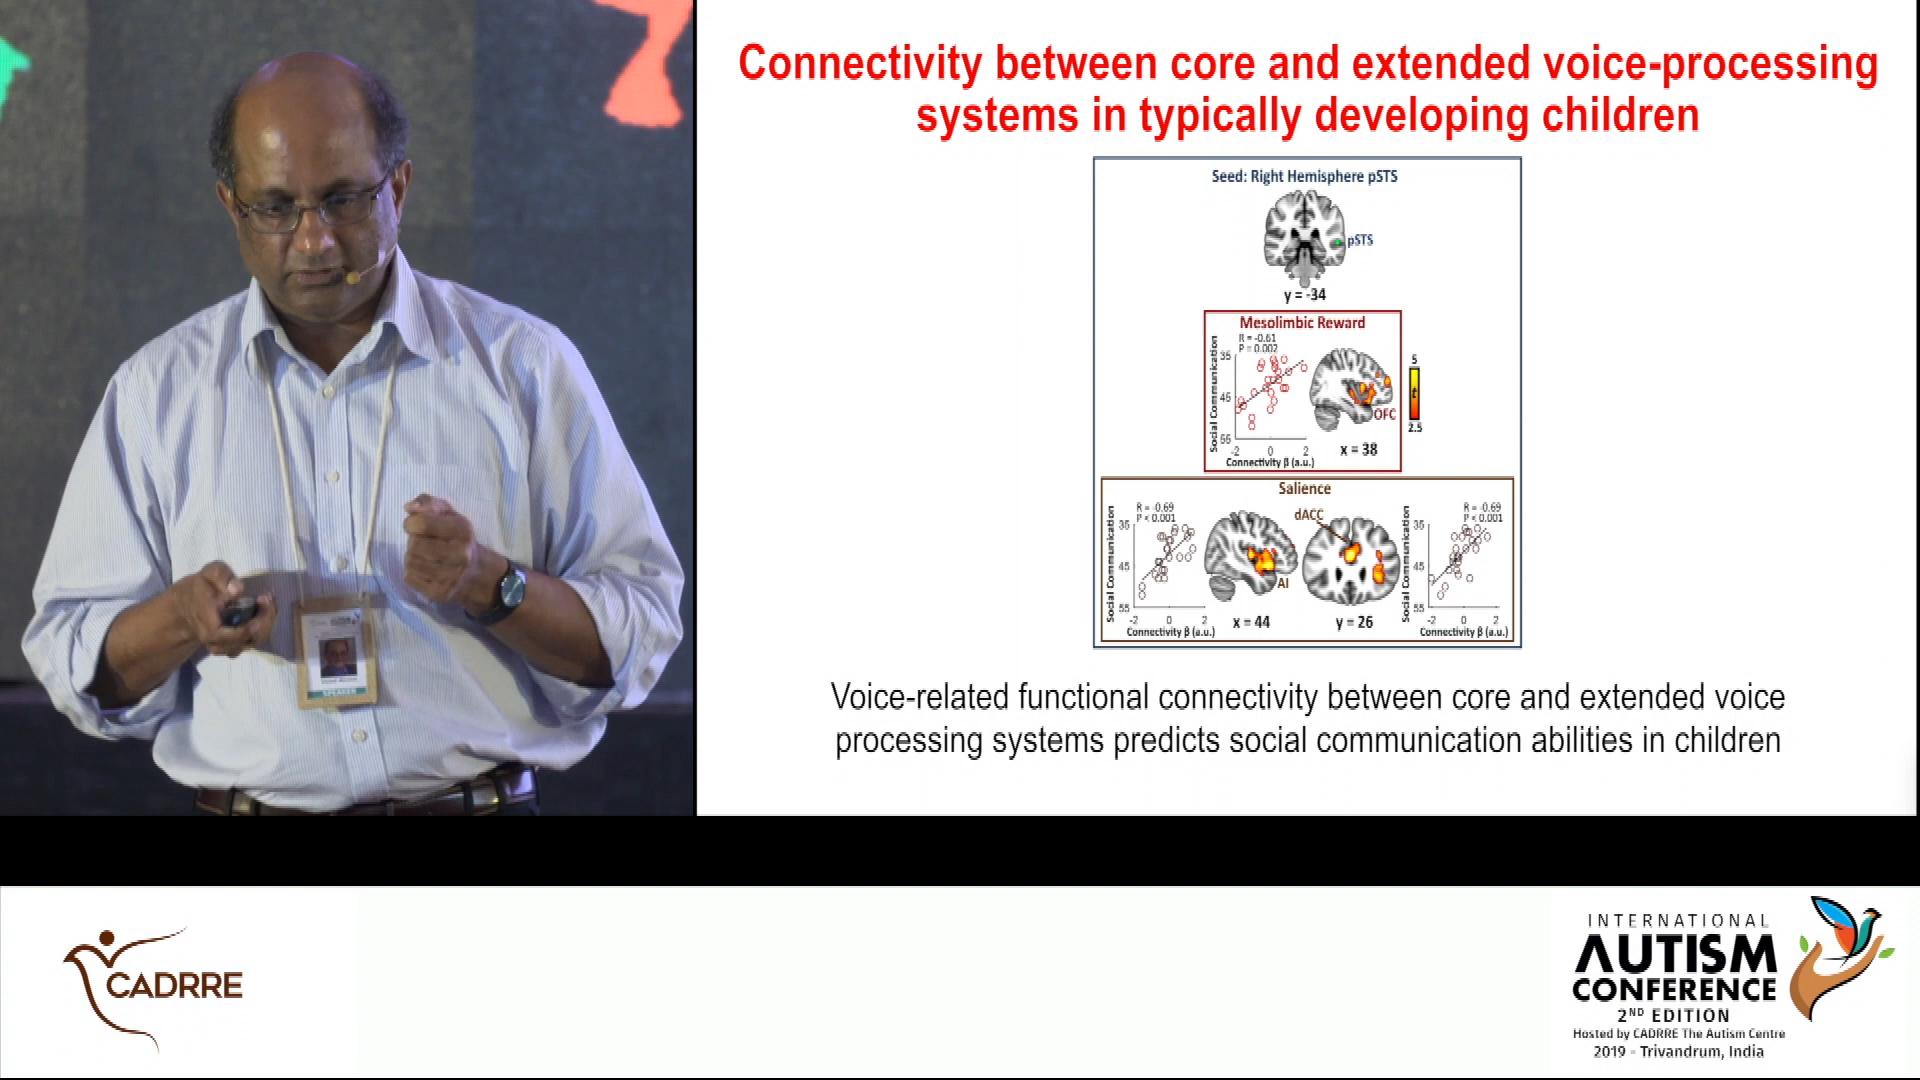 Connectivity between core and extended voice-processing
systems in typically developing children
Seed: Right Hemisphere pSTS
pSTS
y = -34
Mesolimbic Reward
R = -0.61
P = 0.002
Social Communication
35
45
55
-2 0 2
Connectivity β (a.u.)
OFC
x = 38
5
t
2.5
Salience
R = -0.69
P < 0.001
Social Communication
35
45
55
-2 0 2
Connectivity β (a.u.)
AI
x = 44
dACC
y = 26
R = -0.69
P < 0.001
Social Communication
35
45
55
-2 0 2
Connectivity β (a.u.)
Voice-related functional connectivity between core and extended voice
processing systems predicts social communication abilities in children
SPEAKER
CADRRE
INTERNATIONAL
AUTISM
CONFERENCE
2ND EDITION
Hosted by CADRRE The Autism Centre
2019 - Trivandrum, India